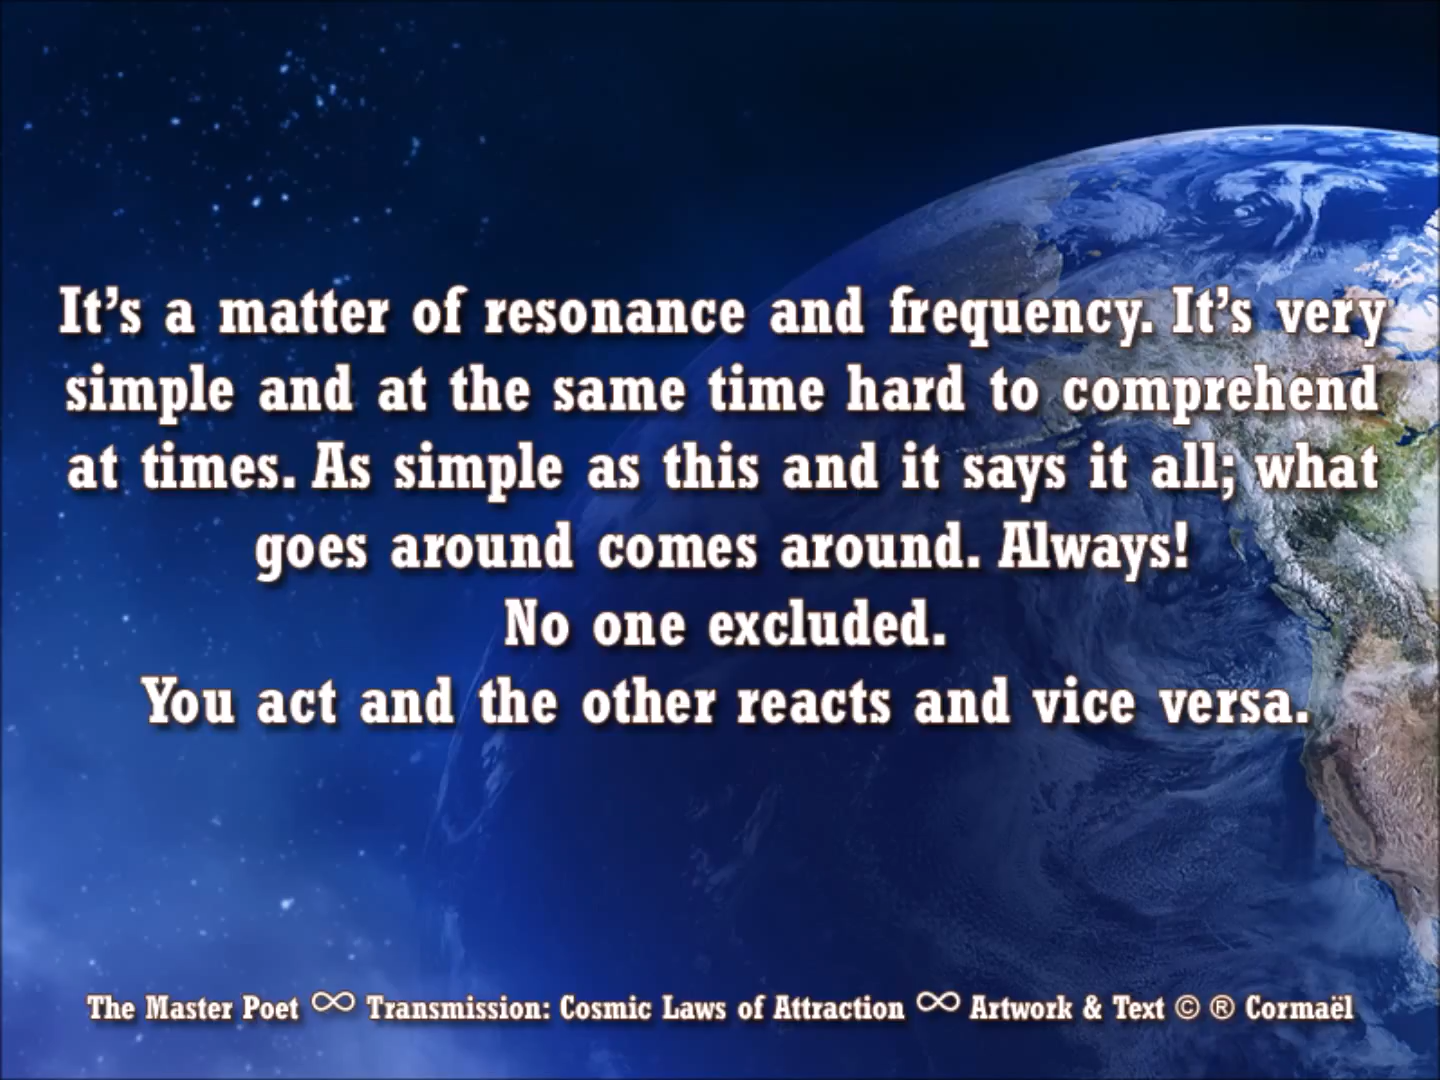 It’s a matter of resonance and frequency. It’s very
simple and at the same time hard to comprehend
at times. As simple as this and it says it all; what
goes around comes around. Always!
No one excluded.
You act and the other reacts and vice versa.
The Master Poet ∞ Transmission: Cosmic Laws of Attraction ∞ Artwork & Text © ® Cormaël